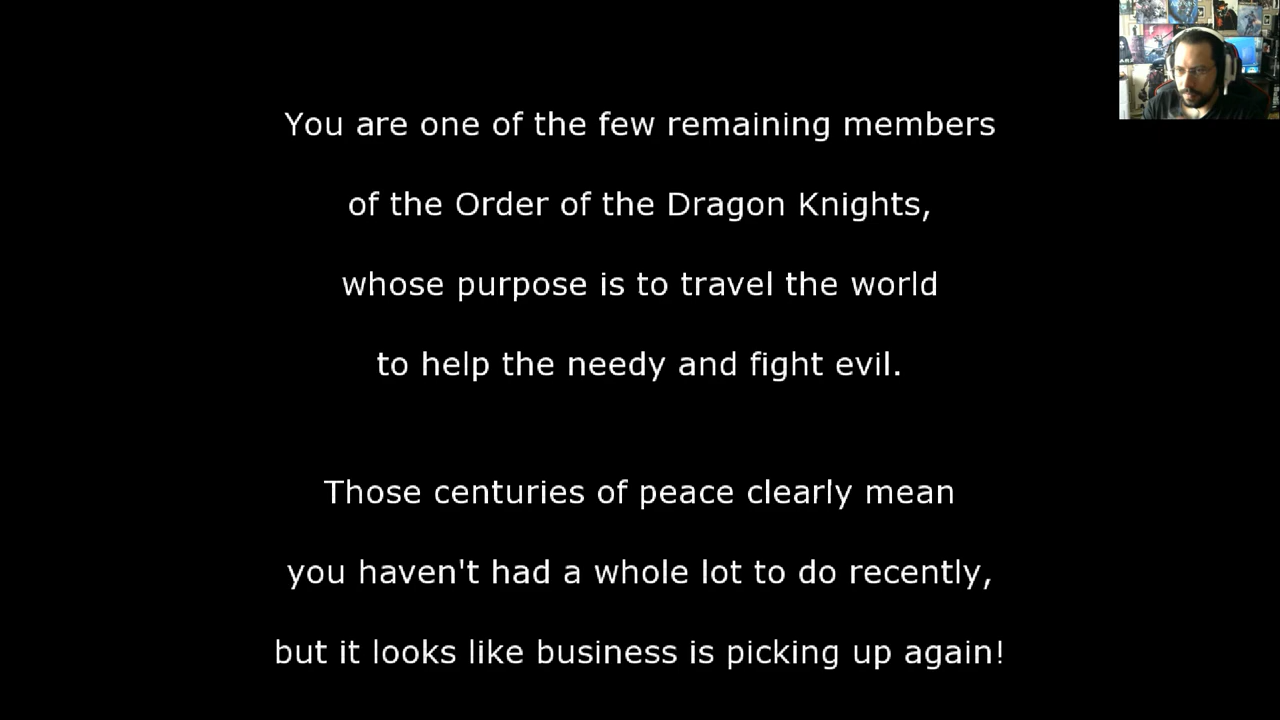 You are one of the few remaining members
of the Order of the Dragon Knights,
whose purpose is to travel the world
to help the needy and fight evil.
Those centuries of peace clearly mean
you haven't had a whole lot to do recently,
but it looks like business is picking up again!